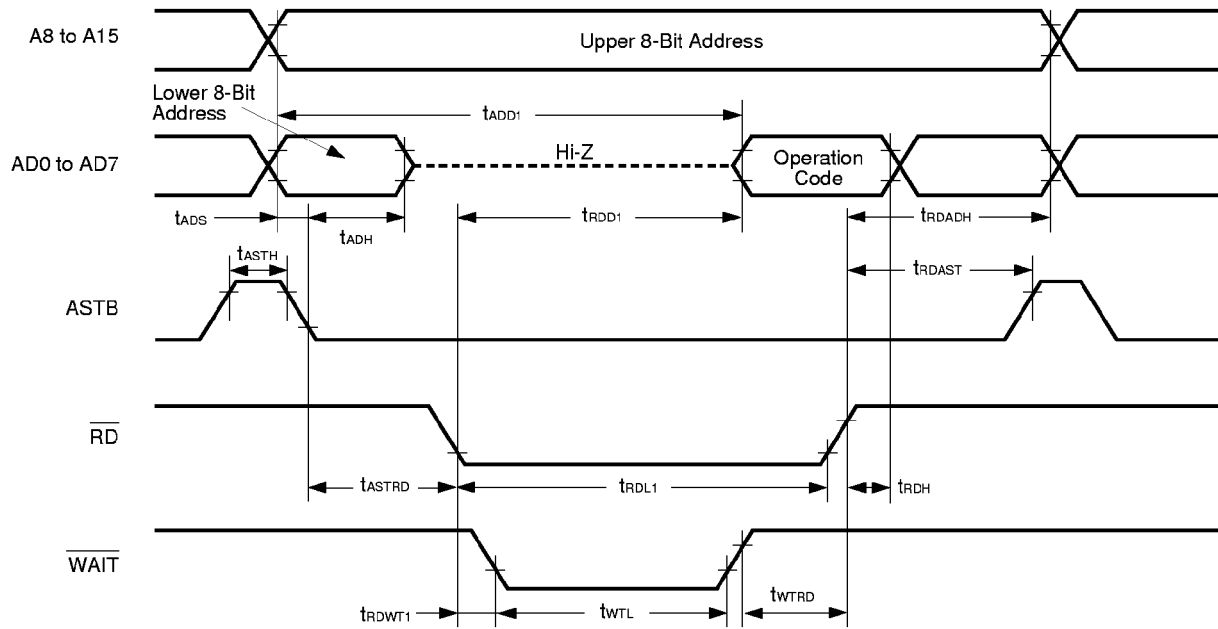 A8 to A15
Upper 8-Bit Address
Lower 8-Bit
Address
tADD1
AD0 to AD7
Hi-Z
Operation
Code
tADS
tADH
tRDD1
tRDADH
tASTH
tRDAST
ASTB
RD
tASTRD
tRDL1
tRDH
WAIT
tRDWT1
tWTL
tWTRD